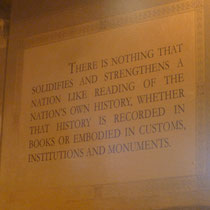 THERE IS NOTHING THAT
SOLIDIFIES AND STRENGTHENS A
NATION LIKE READING OF THE
NATION'S OWN HISTORY, WHETHER
THAT HISTORY IS RECORDED IN
BOOKS OR EMBODIED IN CUSTOMS,
INSTITUTIONS AND MONUMENTS.